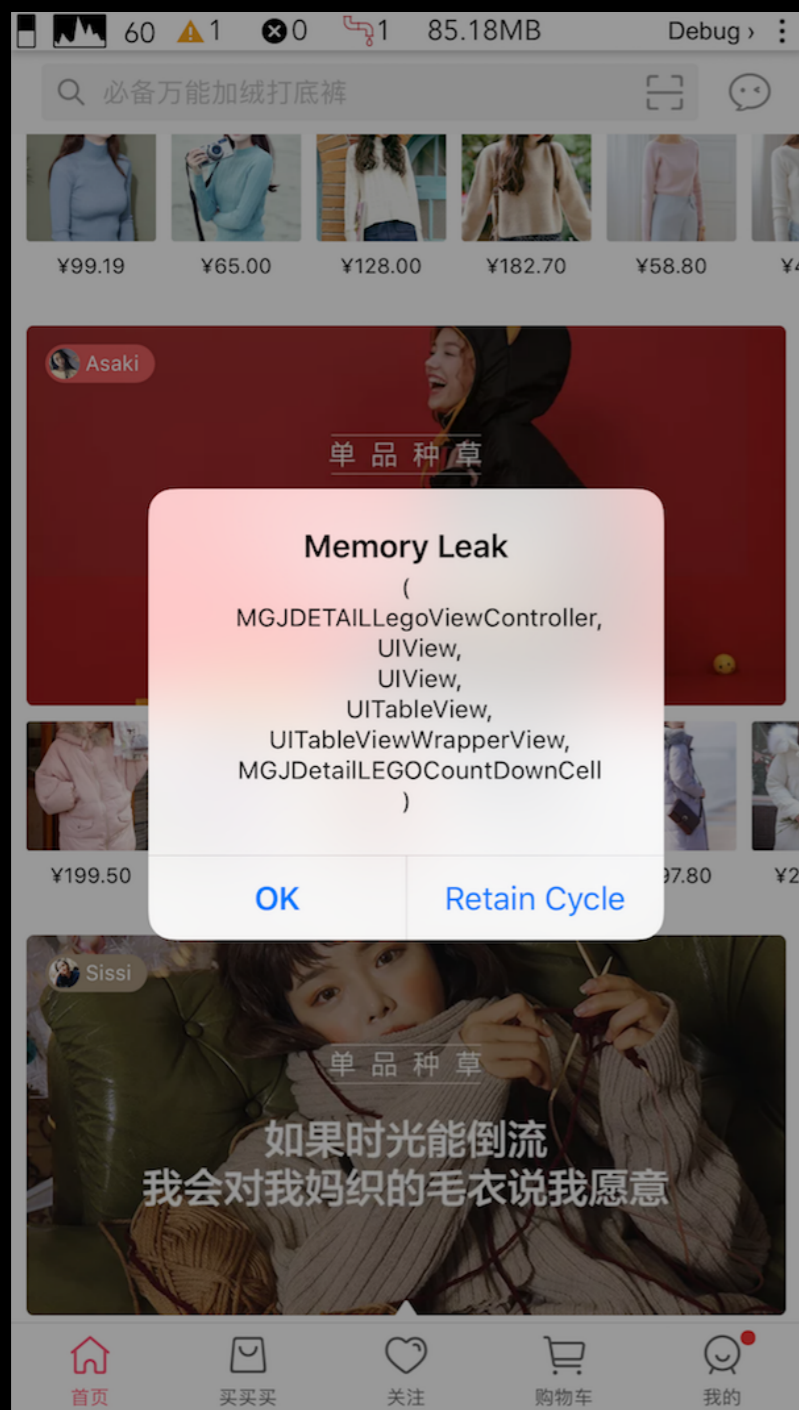 60 1 0 1 85.18MB Debug ›
必备万能加绒打底裤
¥99.19 ¥65.00 ¥128.00 ¥182.70 ¥58.80
Asaki
单品种草
Memory Leak
(
MGJDETAILLegoViewController,
UIView,
UIView,
UITableView,
UITableViewWrapperView,
MGJDetailLEGOCountDownCell
)
¥199.50 97.80 ¥2
OK Retain Cycle
Sissi
单品种草
如果时光能倒流
我会对我妈织的毛衣说我愿意
首页 买买买 关注 购物车 我的